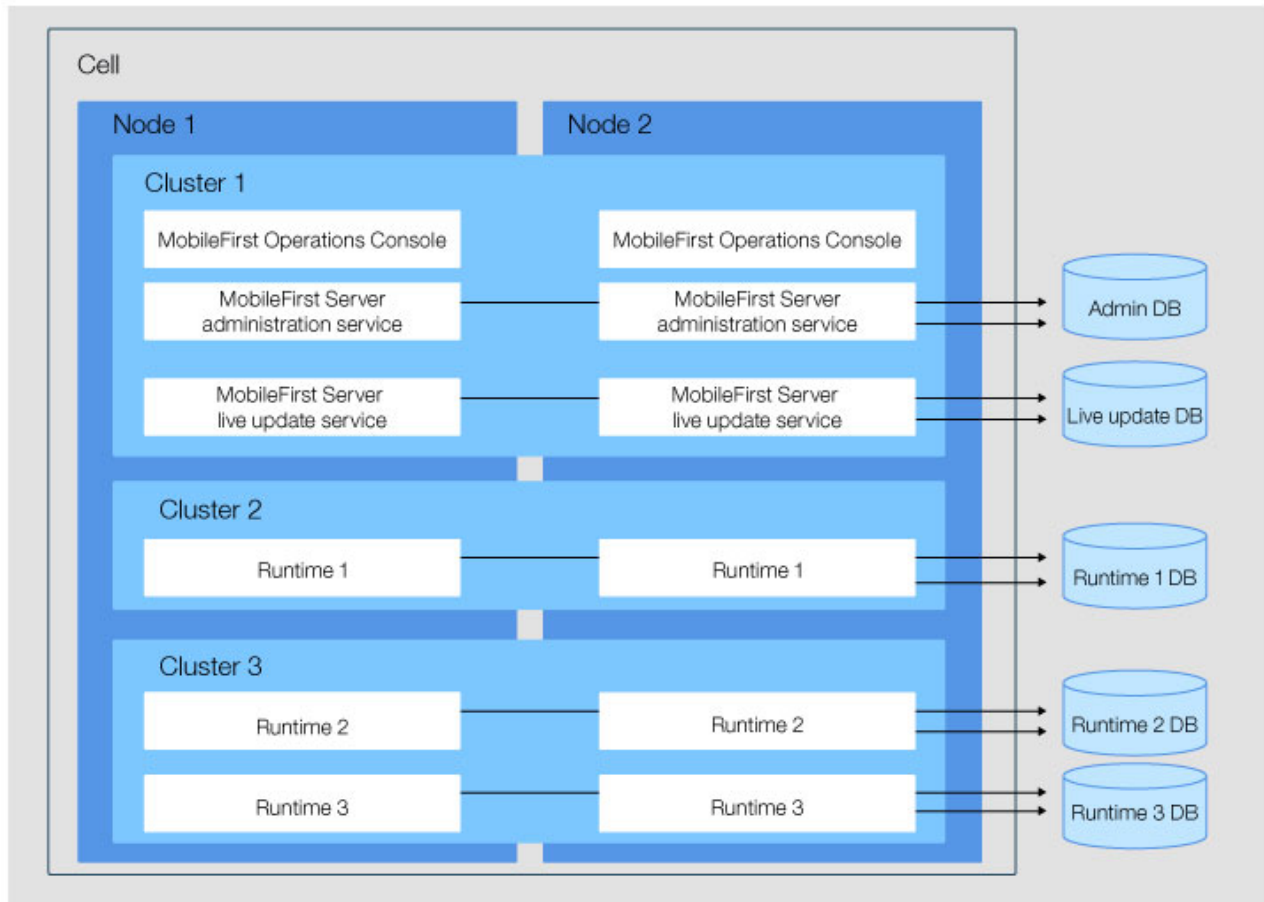 Cell
Node 1
Node 2
Cluster 1
MobileFirst Operations Console
MobileFirst Operations Console
MobileFirst Server
administration service
MobileFirst Server
administration service
Admin DB
MobileFirst Server
live update service
MobileFirst Server
live update service
Live update DB
Cluster 2
Runtime 1
Runtime 1
Runtime 1 DB
Cluster 3
Runtime 2
Runtime 2
Runtime 2 DB
Runtime 3
Runtime 3
Runtime 3 DB